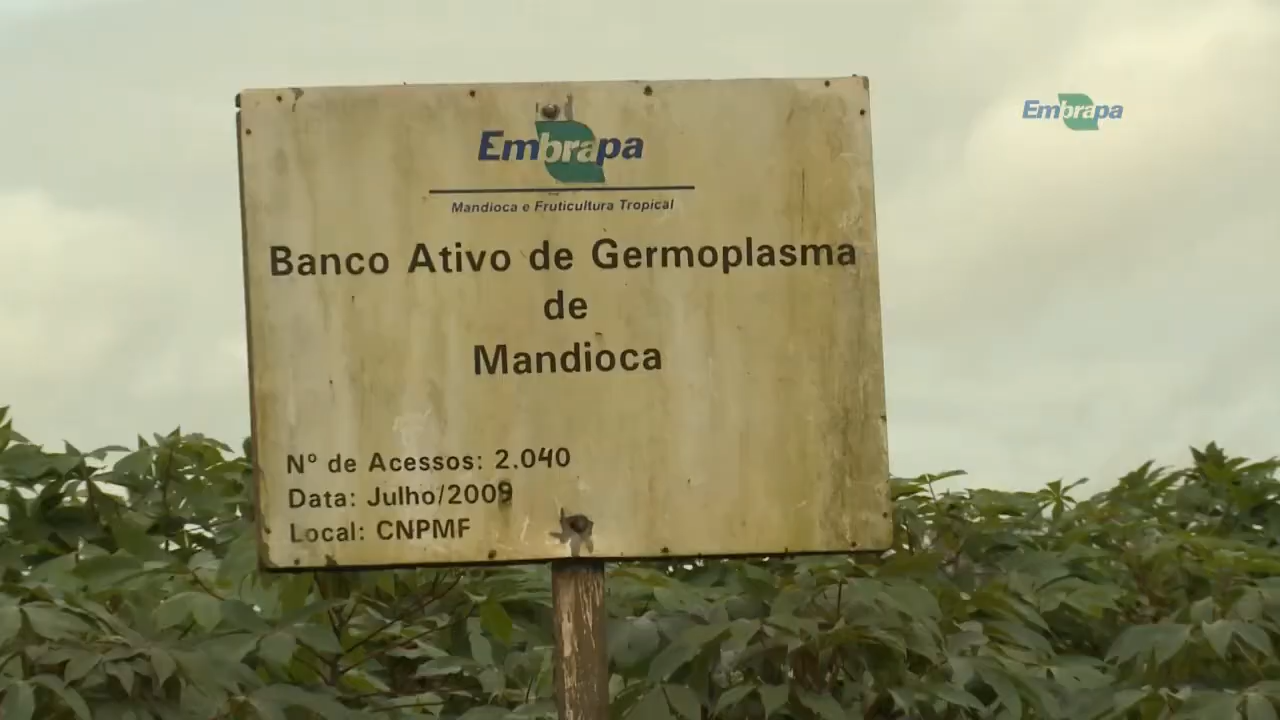 Embrapa
Embrapa
Mandioca e Fruticultura Tropical
Banco Ativo de Germoplasma
de
Mandioca
Nº de Acessos: 2.040
Data: Julho/2009
Local: CNPMF